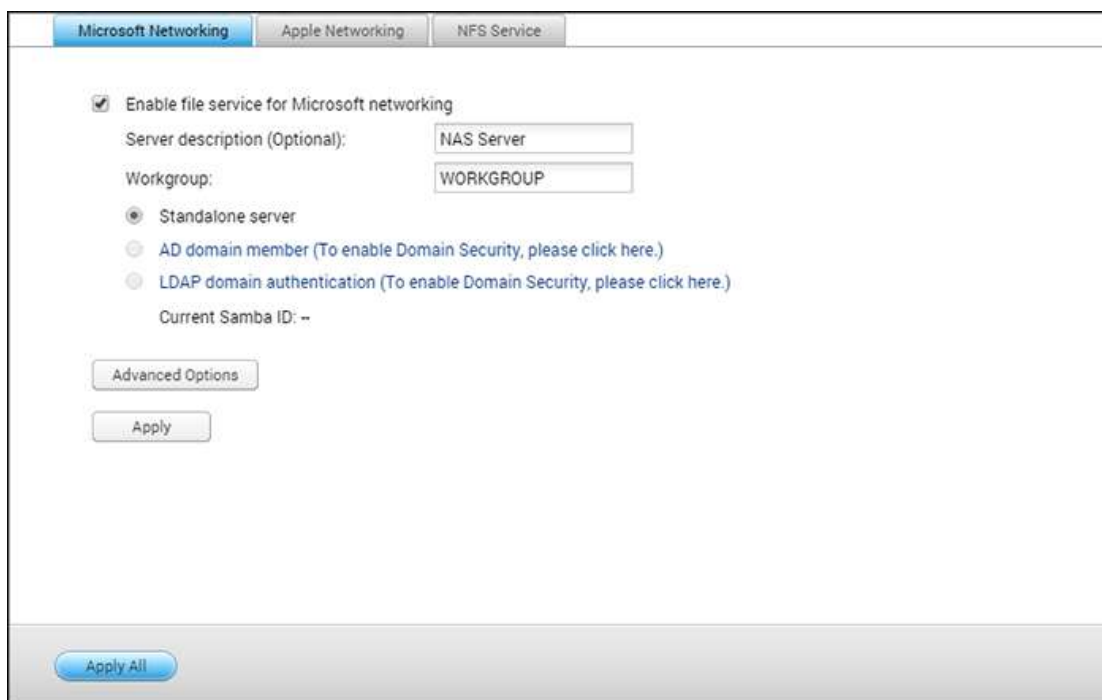 Microsoft Networking Apple Networking NFS Service
Enable file service for Microsoft networking
Server description (Optional): NAS Server
Workgroup: WORKGROUP
Standalone server
AD domain member (To enable Domain Security, please click here.)
LDAP domain authentication (To enable Domain Security, please click here.)
Current Samba ID: --
Advanced Options
Apply
Apply All